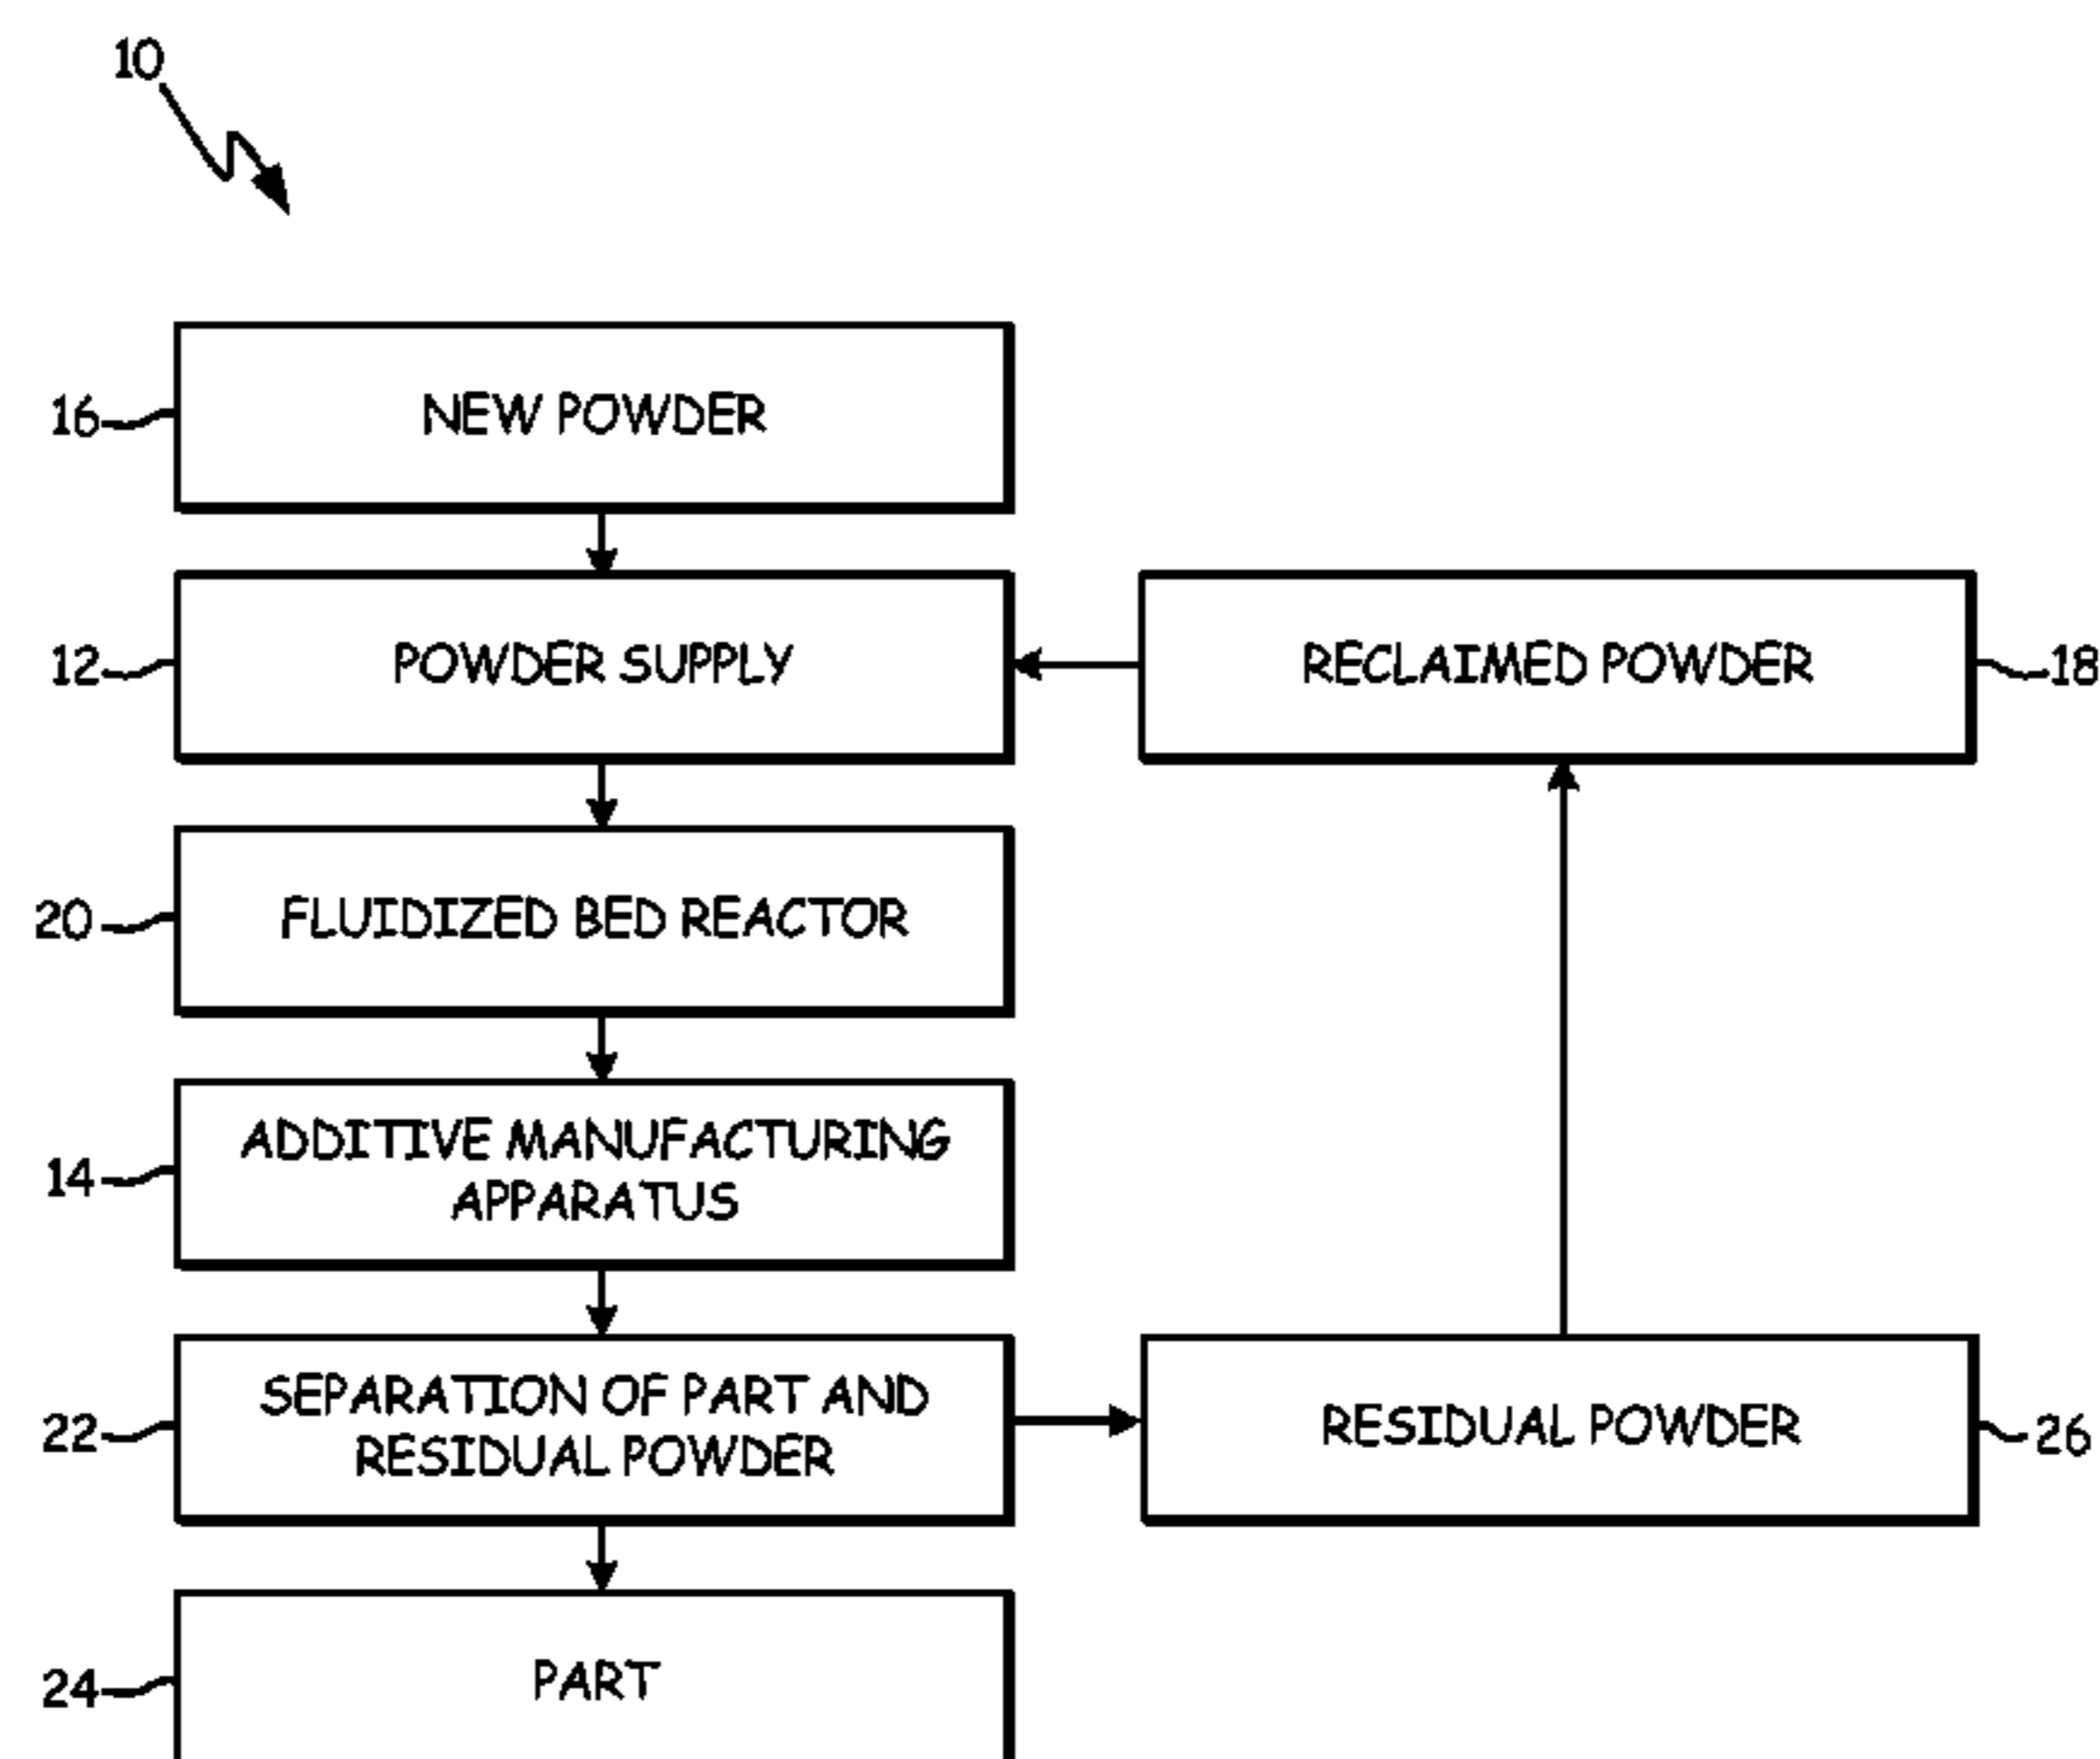 10
16
NEW POWDER
12
POWDER SUPPLY
RECLAIMED POWDER
18
20
FLUIDIZED BED REACTOR
14
ADDITIVE MANUFACTURING
APPARATUS
22
SEPARATION OF PART AND
RESIDUAL POWDER
RESIDUAL POWDER
26
24
PART